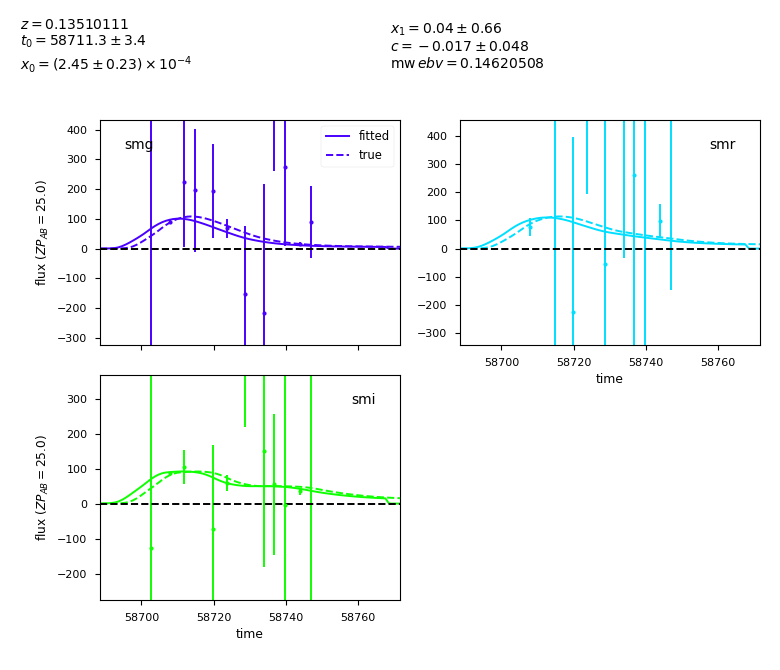 z = 0.13510111
t₀ = 58711.3 ± 3.4
x₀ = (2.45 ± 0.23) × 10⁻⁴
x₁ = 0.04 ± 0.66
c = −0.017 ± 0.048
mw ebv = 0.14620508
smg
fitted
true
400
300
200
100
0
−100
−200
−300
flux (ZP_AB = 25.0)
smr
400
300
200
100
0
−100
−200
−300
58700 58720 58740 58760
time
smi
300
200
100
0
−100
−200
flux (ZP_AB = 25.0)
58700 58720 58740 58760
time